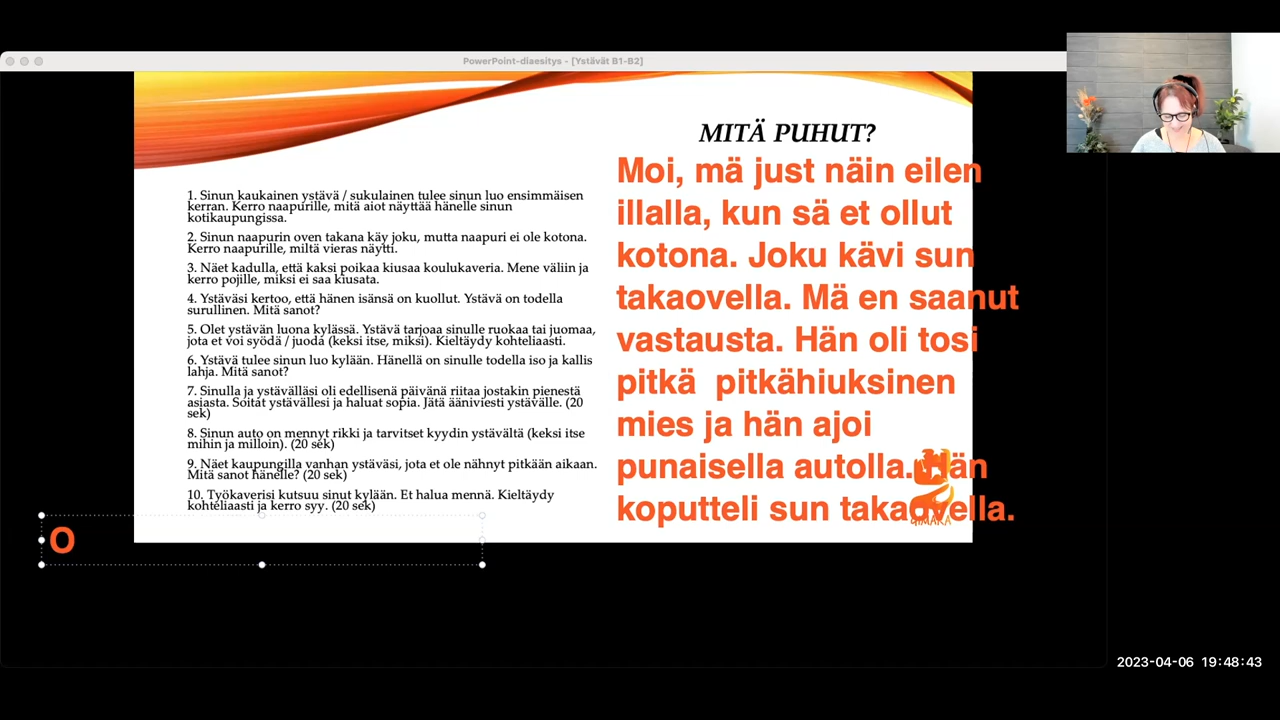 PowerPoint-diaesitys - [Ystävät B1-B2]
MITÄ PUHUT?
1. Sinun kaukainen ystävä / sukulainen tulee sinun luo ensimmäisen
kerran. Kerro naapurille, mitä aiot näyttää hänelle sinun
kotikaupungissa.
2. Sinun naapurin oven takana käy joku, mutta naapuri ei ole kotona.
Kerro naapurille, miltä vieras näytti.
3. Näet kadulla, että kaksi poikaa kiusaa koulukaveria. Mene väliin ja
kerro pojille, miksi ei saa kiusata.
4. Ystäväsi kertoo, että hänen isänsä on kuollut. Ystävä on todella
surullinen. Mitä sanot?
5. Olet ystävän luona kylässä. Ystävä tarjoaa sinulle ruokaa tai juomaa,
jota et voi syödä / juoda (keksi itse, miksi). Kieltäydy kohteliaasti.
6. Ystävä tulee sinun luo kylään. Hänellä on sinulle todella iso ja kallis
lahja. Mitä sanot?
7. Sinulla ja ystävälläsi oli edellisenä päivänä riitaa jostakin pienestä
asiasta. Soitat ystävällesi ja haluat sopia. Jätä ääniviesti ystävälle. (20
sek)
8. Sinun auto on mennyt rikki ja tarvitset kyydin ystävältä (keksi itse
mihin ja milloin). (20 sek)
9. Näet kaupungilla vanhan ystäväsi, jota et ole nähnyt pitkään aikaan.
Mitä sanot hänelle? (20 sek)
10. Työkaverisi kutsuu sinut kylään. Et halua mennä. Kieltäydy
kohteliaasti ja kerro syy. (20 sek)
Moi, mä just näin eilen
illalla, kun sä et ollut
kotona. Joku kävi sun
takaovella. Mä en saanut
vastausta. Hän oli tosi
pitkä  pitkähiuksinen
mies ja hän ajoi
punaisella autolla. Hän
koputteli sun takaovella.
GIMARA
O
2023-04-06 19:48:43